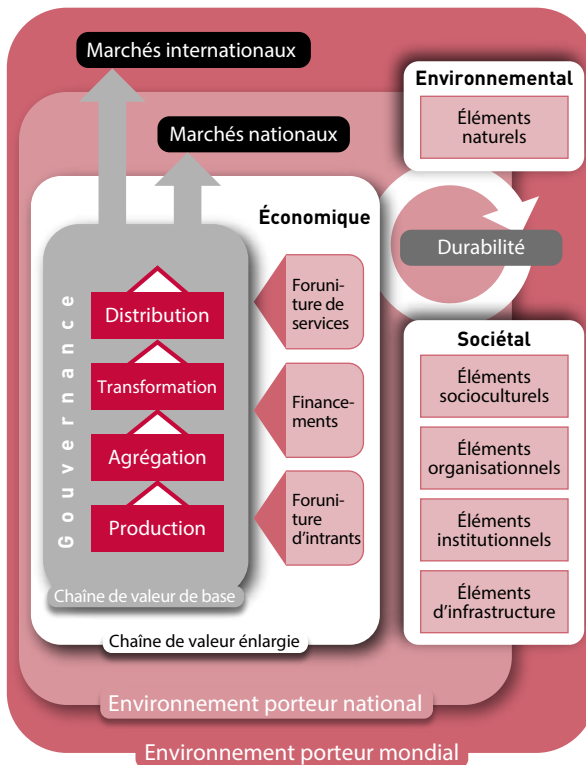 Marchés internationaux
Marchés nationaux
Économique
Gouvernance
Distribution
Transformation
Agrégation
Production
Chaîne de valeur de base
Foruni-
ture de
services
Finance-
ments
Foruni-
ture
d'intrants
Chaîne de valeur énlargie
Environnemental
Éléments
naturels
Durabilité
Sociétal
Éléments
socioculturels
Éléments
organisationnels
Éléments
institutionnels
Éléments
d'infrastructure
Environnement porteur national
Environnement porteur mondial